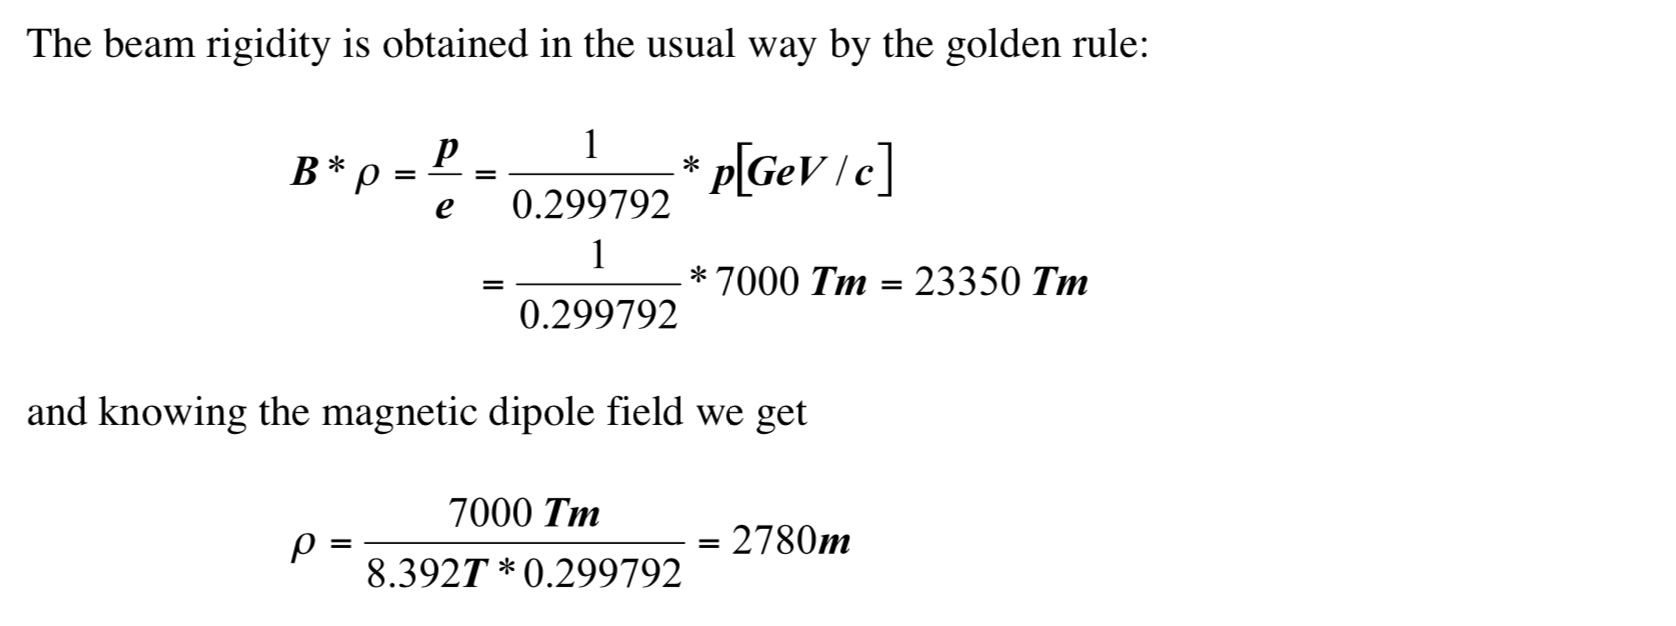 The beam rigidity is obtained in the usual way by the golden rule:
B * ρ = p/e = 1/0.299792 * p[GeV / c]
= 1/0.299792 * 7000 Tm = 23350 Tm
and knowing the magnetic dipole field we get
ρ = 7000 Tm/8.392T * 0.299792 = 2780m